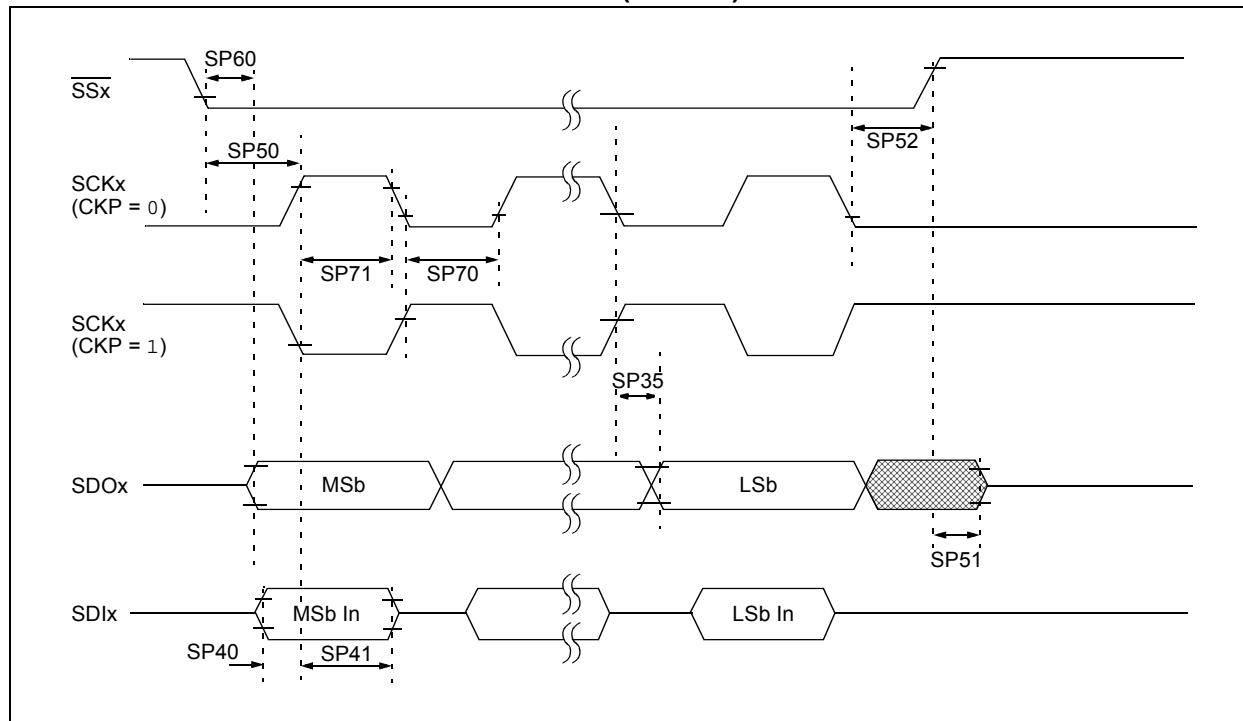 SP60
SSx
SP52
SP50
SCKx
(CKP = 0)
SP71
SP70
SCKx
(CKP = 1)
SP35
SDOx
MSb
LSb
SP51
SDIx
MSb In
LSb In
SP40
SP41